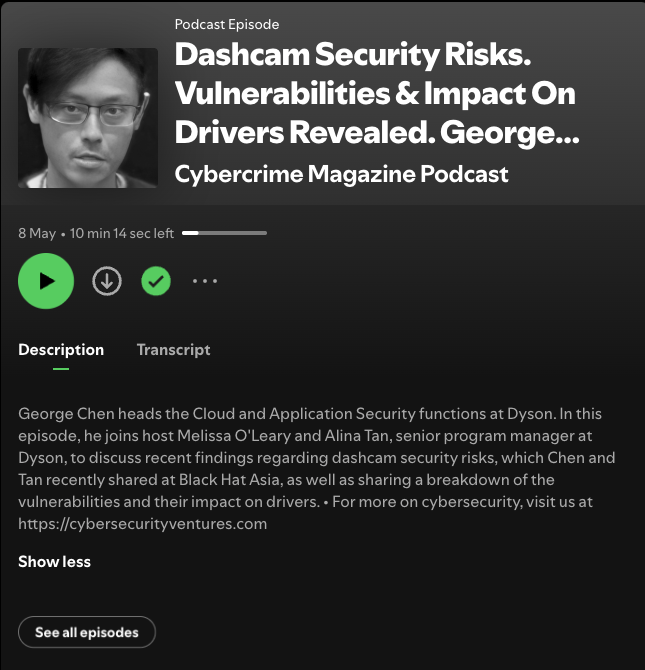 Podcast Episode
Dashcam Security Risks.
Vulnerabilities & Impact On
Drivers Revealed. George...
Cybercrime Magazine Podcast
8 May • 10 min 14 sec left
Description
Transcript
George Chen heads the Cloud and Application Security functions at Dyson. In this
episode, he joins host Melissa O'Leary and Alina Tan, senior program manager at
Dyson, to discuss recent findings regarding dashcam security risks, which Chen and
Tan recently shared at Black Hat Asia, as well as sharing a breakdown of the
vulnerabilities and their impact on drivers. • For more on cybersecurity, visit us at
https://cybersecurityventures.com
Show less
See all episodes